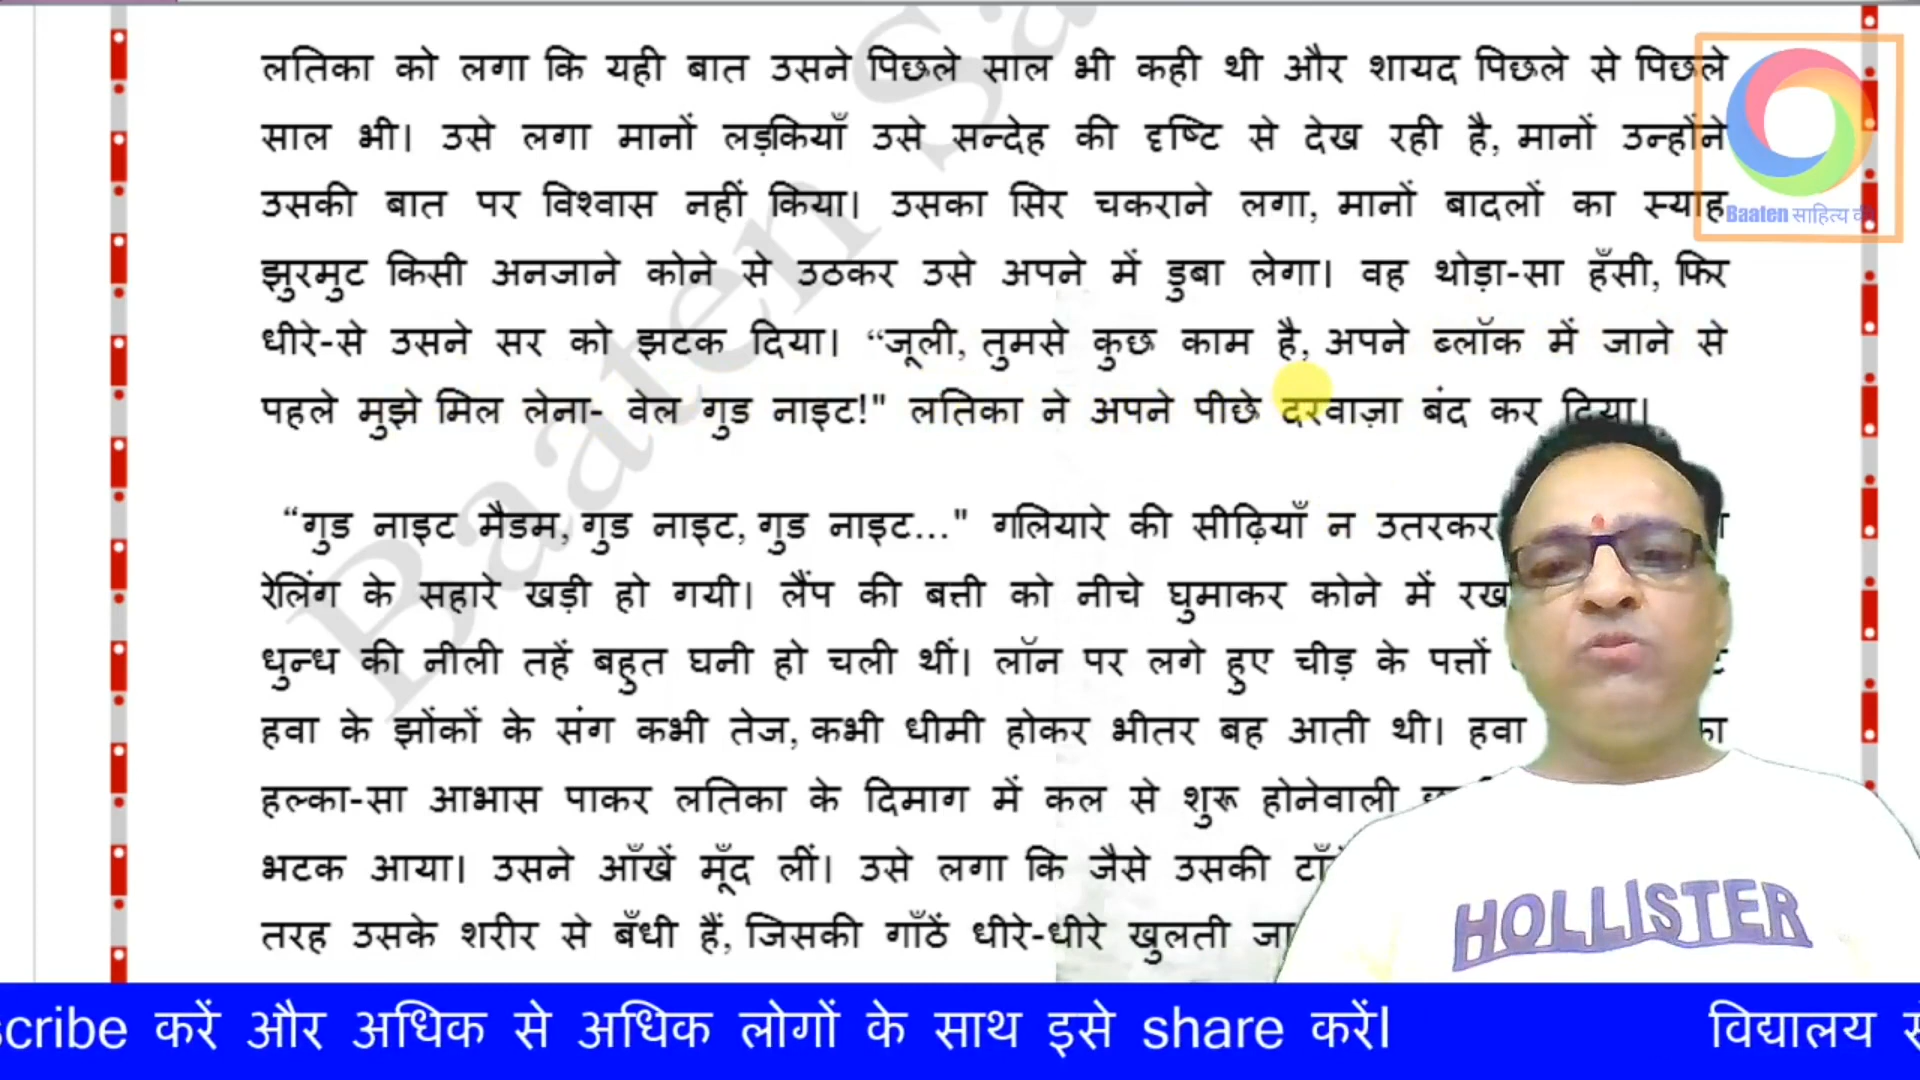 लतिका को लगा कि यही बात उसने पिछले साल भी कही थी और शायद पिछले से पिछले
साल भी। उसे लगा मानों लड़कियाँ उसे सन्देह की दृष्टि से देख रही है, मानों उन्होंने
उसकी बात पर विश्वास नहीं किया। उसका सिर चकराने लगा, मानों बादलों का स्याह
Baaten साहित्य की
झुरमुट किसी अनजाने कोने से उठकर उसे अपने में डुबा लेगा। वह थोड़ा-सा हँसी, फिर
धीरे-से उसने सर को झटक दिया। “जूली, तुमसे कुछ काम है, अपने ब्लॉक में जाने से
पहले मुझे मिल लेना- वेल गुड नाइट!" लतिका ने अपने पीछे दरवाज़ा बंद कर दिया।
“गुड नाइट मैडम, गुड नाइट, गुड नाइट..." गलियारे की सीढ़ियाँ न उतरकर
रेलिंग के सहारे खड़ी हो गयी। लैंप की बत्ती को नीचे घुमाकर कोने में रख
धुन्ध की नीली तहें बहुत घनी हो चली थीं। लॉन पर लगे हुए चीड़ के पत्तों
हवा के झोंकों के संग कभी तेज, कभी धीमी होकर भीतर बह आती थी। हवा
हल्का-सा आभास पाकर लतिका के दिमाग में कल से शुरू होनेवाली
भटक आया। उसने आँखें मूँद लीं। उसे लगा कि जैसे उसकी
तरह उसके शरीर से बँधी हैं, जिसकी गाँठें धीरे-धीरे खुलती जा
HOLLISTER
scribe करें और अधिक से अधिक लोगों के साथ इसे share करें। विद्यालय